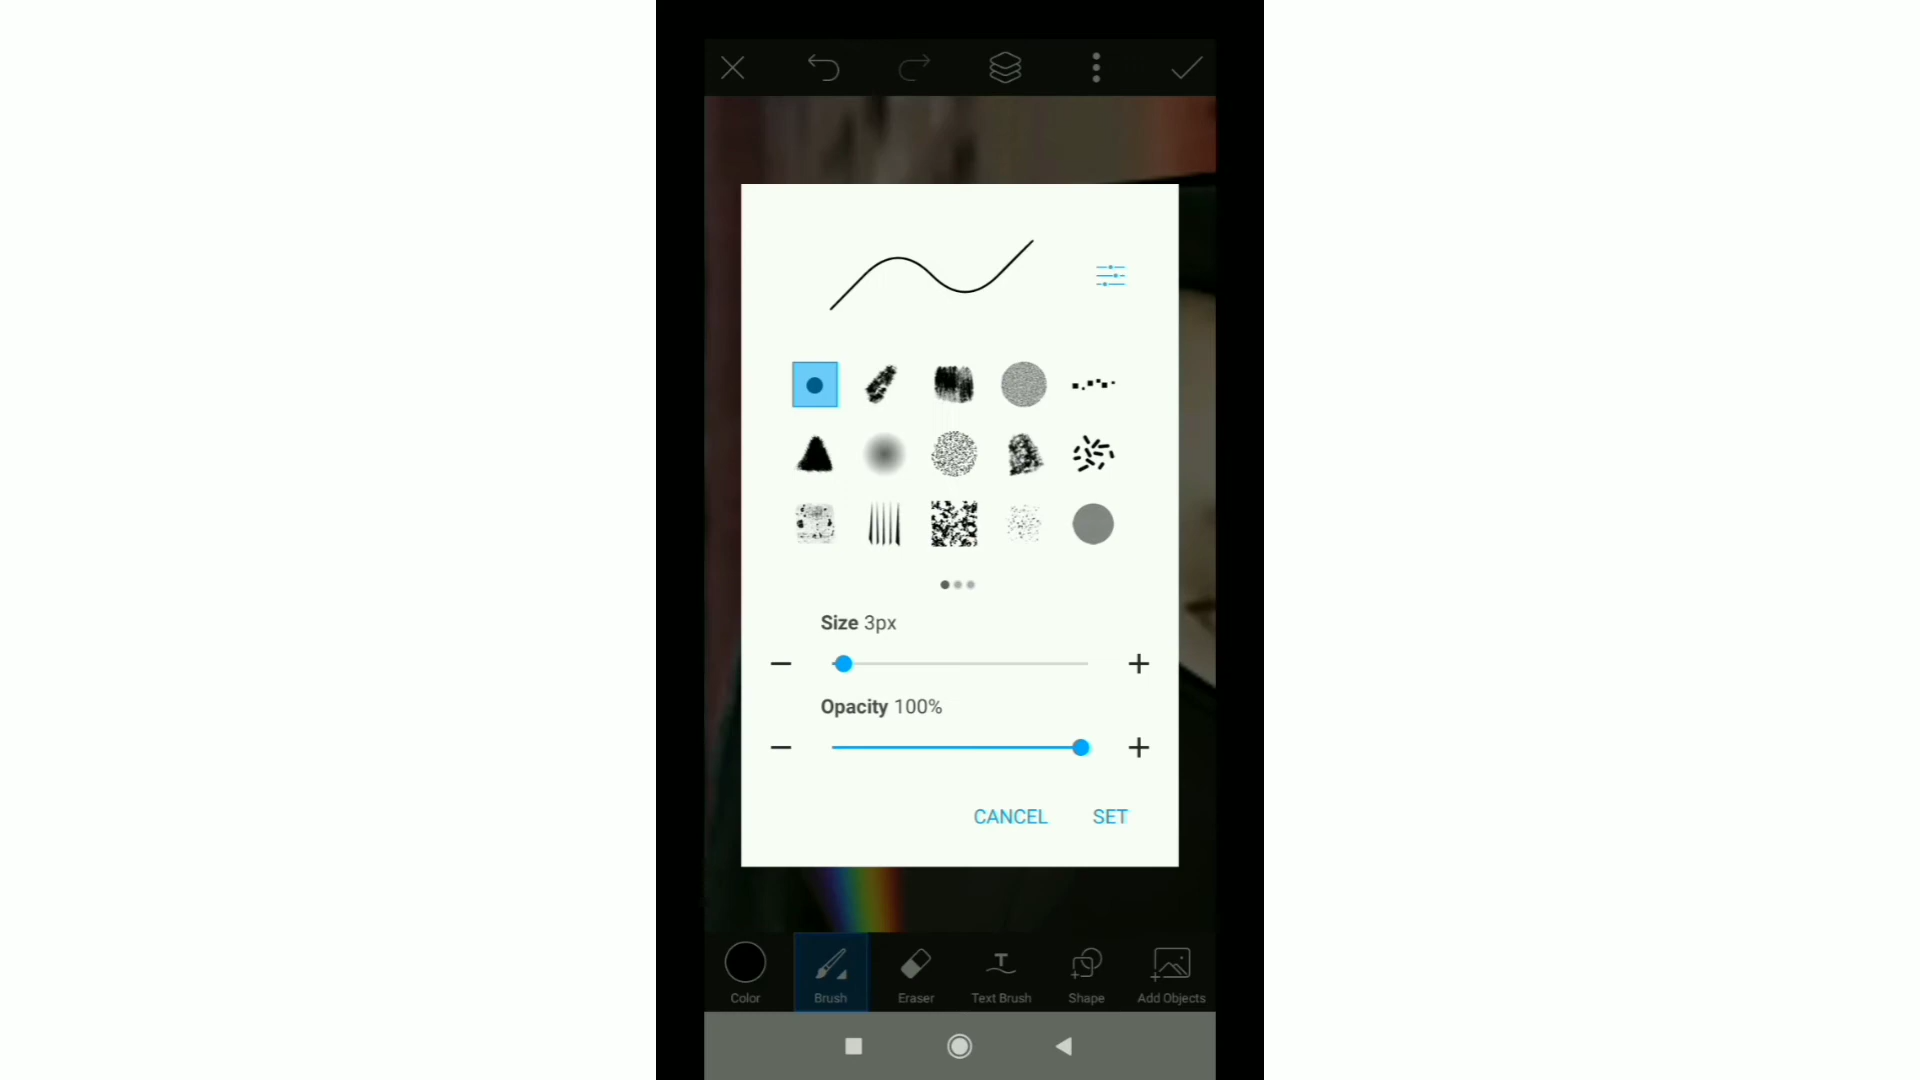 Size 3px
Opacity 100%
CANCEL SET
Color Brush Eraser Text Brush Shape Add Objects